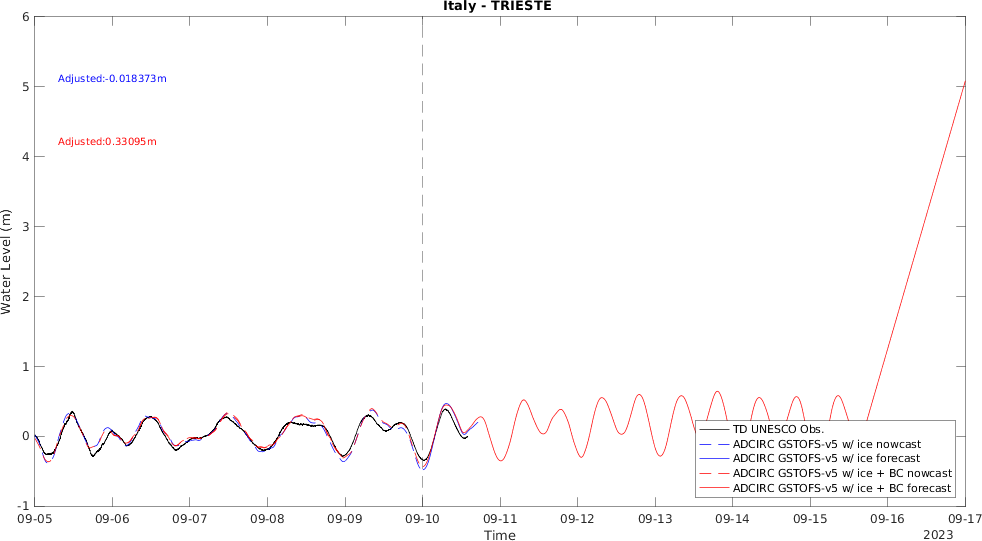 Italy - TRIESTE
6
5
4
3
2
1
0
-1
Water Level (m)
Adjusted:-0.018373m
Adjusted:0.33095m
TD UNESCO Obs.
ADCIRC GSTOFS-v5 w/ ice nowcast
ADCIRC GSTOFS-v5 w/ ice forecast
ADCIRC GSTOFS-v5 w/ ice + BC nowcast
ADCIRC GSTOFS-v5 w/ ice + BC forecast
09-05 09-06 09-07 09-08 09-09 09-10 09-11 09-12 09-13 09-14 09-15 09-16 09-17
Time
2023